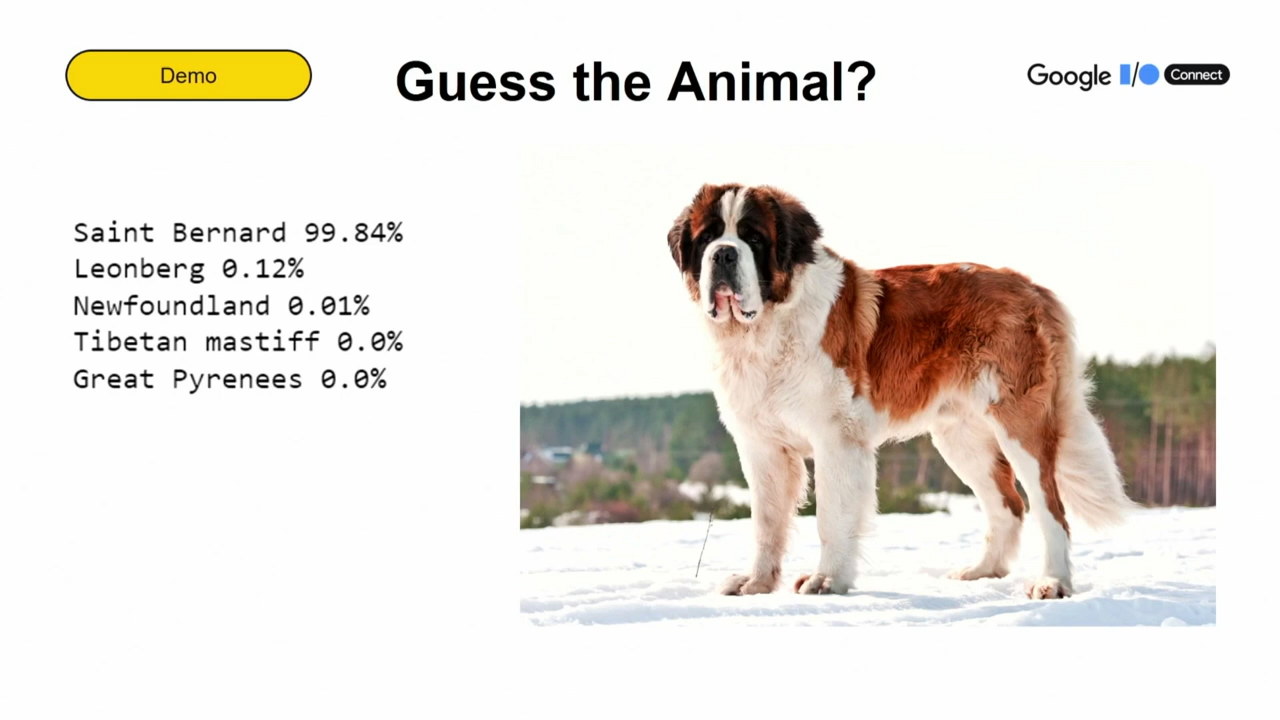 Demo
Guess the Animal?
Google I/O Connect
Saint Bernard 99.84%
Leonberg 0.12%
Newfoundland 0.01%
Tibetan mastiff 0.0%
Great Pyrenees 0.0%